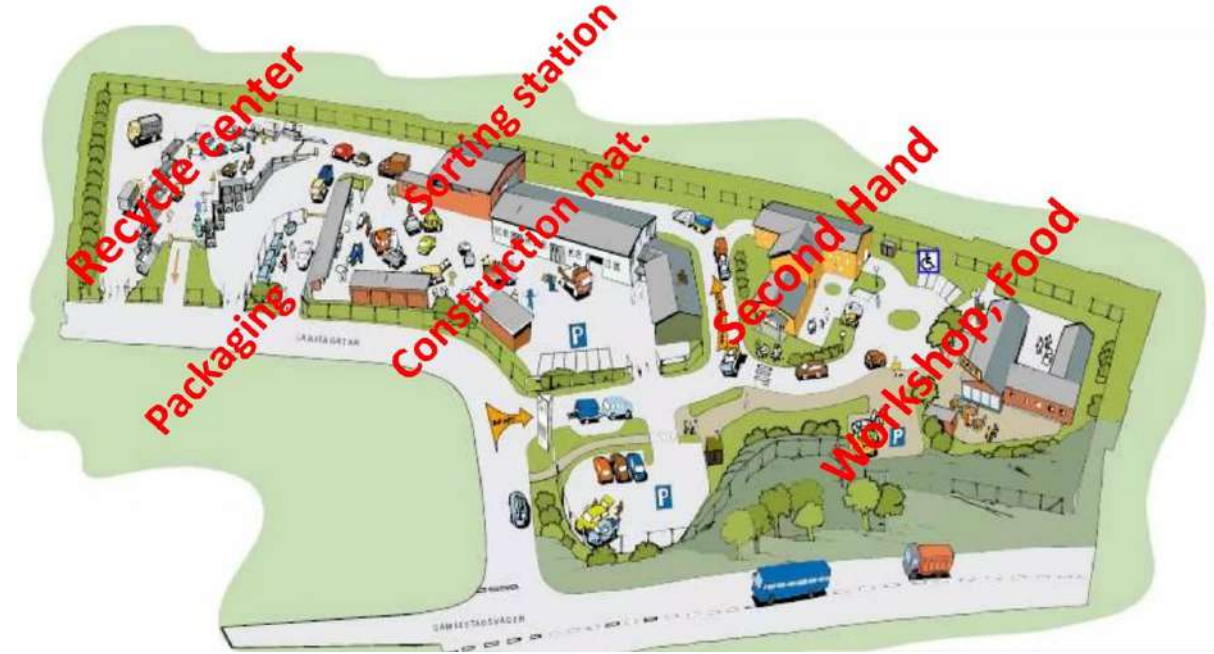 Recycle center
Sorting station
Packaging
Construction mat.
Second Hand
Workshop, Food
P
P
P